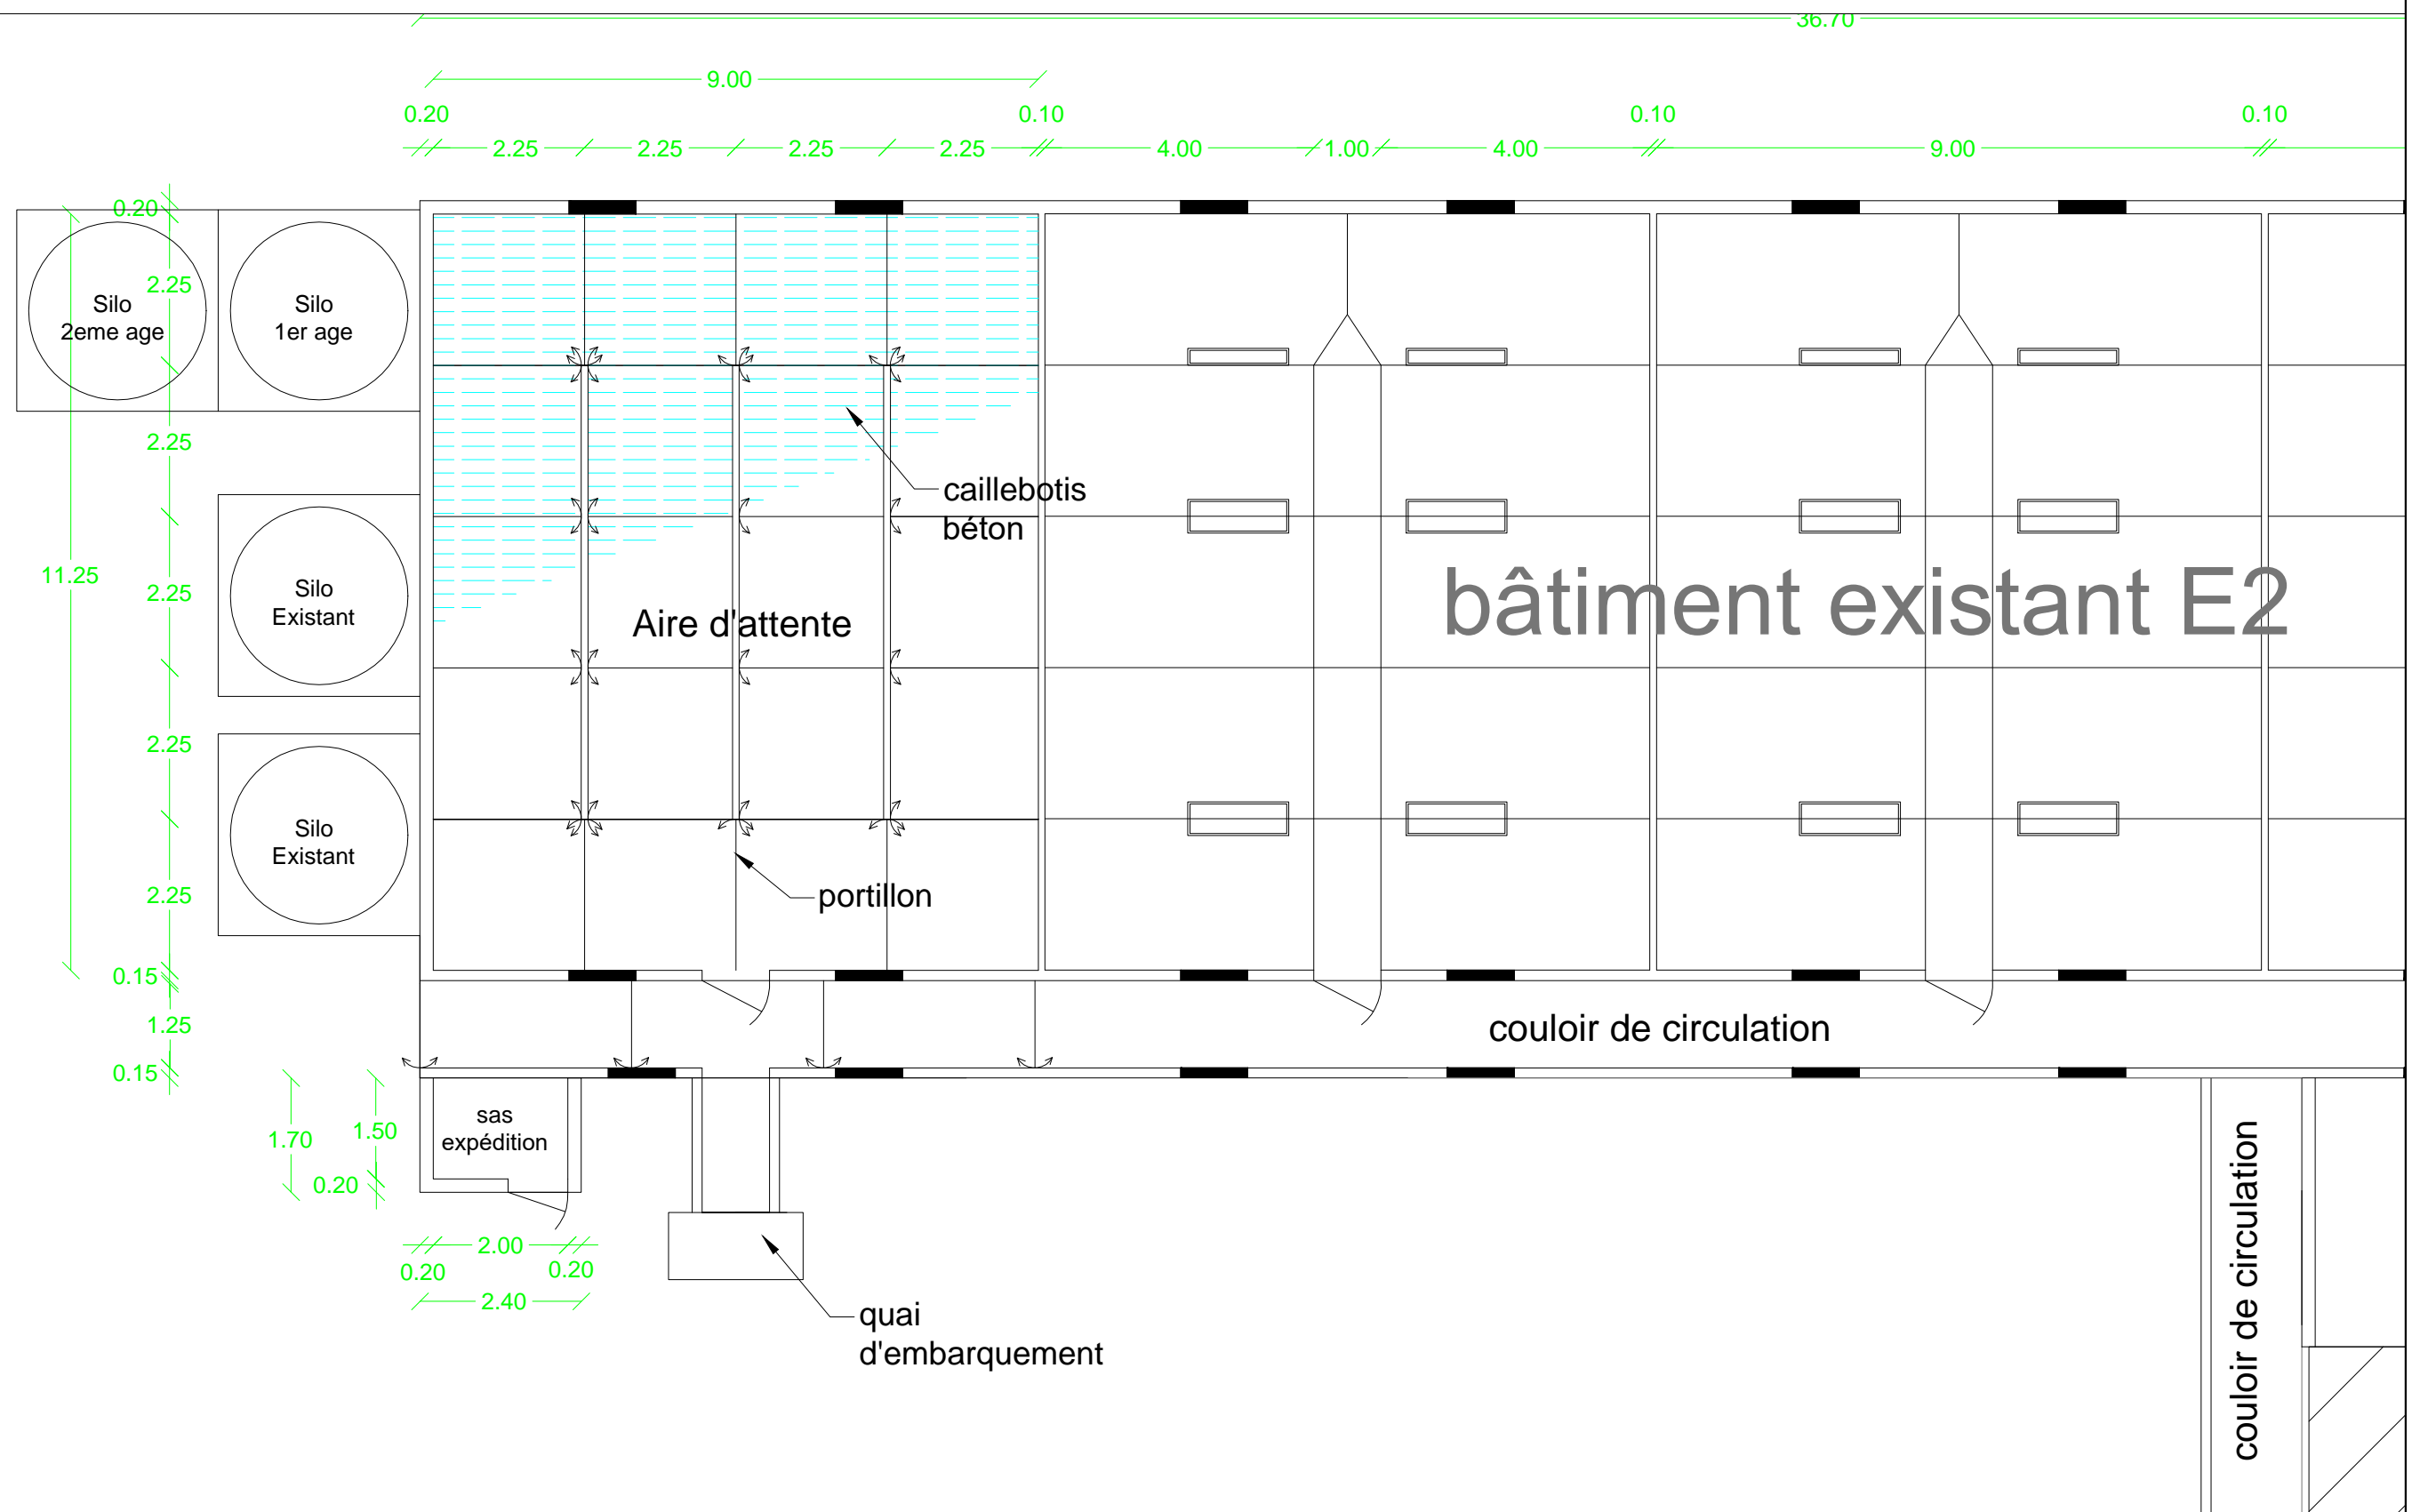 36.70
9.00
0.20
0.10
0.10
0.10
2.25
2.25
2.25
2.25
4.00
1.00
4.00
9.00
0.20
2.25
Silo
2eme age
Silo
1er age
2.25
caillebotis
béton
11.25
2.25
Silo
Existant
Aire d'attente
bâtiment existant E2
2.25
Silo
Existant
2.25
portillon
0.15
1.25
couloir de circulation
0.15
1.70
1.50
0.20
sas
expédition
2.00
0.20
0.20
2.40
quai
d'embarquement
couloir de circulation